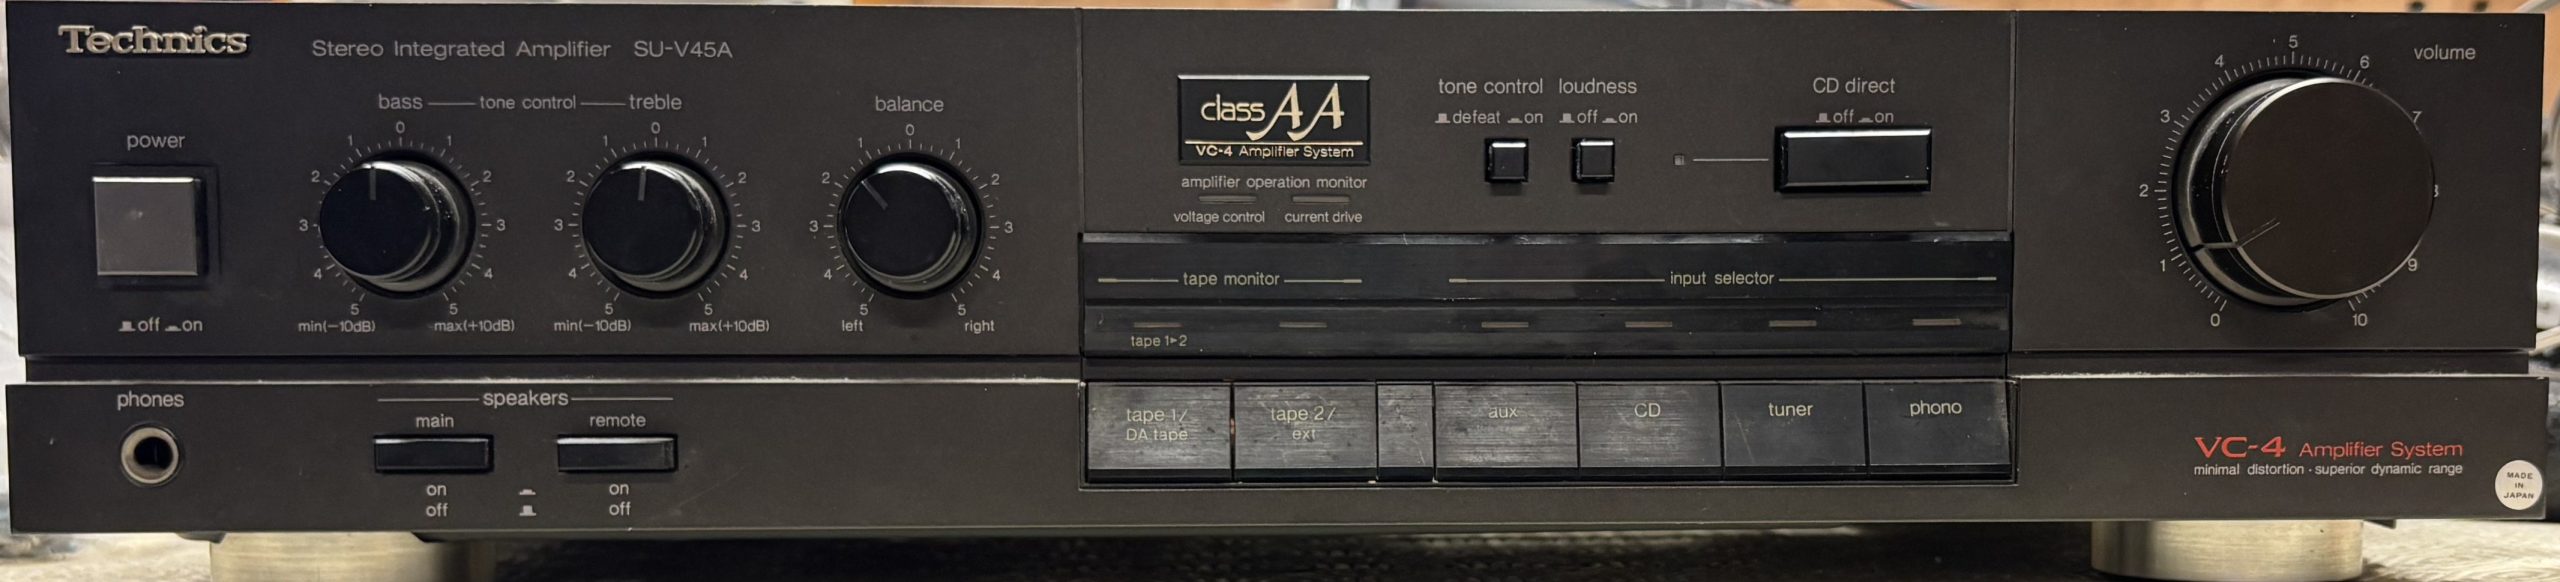 Technics
Stereo Integrated Amplifier SU-V45A
power
off on
bass tone control treble
0
1 1
2 2
3 3
4 4
5 5
min(-10dB) max(+10dB)
0
1 1
2 2
3 3
4 4
5 5
min(-10dB) max(+10dB)
balance
0
1 1
2 2
3 3
4 4
5 5
left right
class AA
VC-4 Amplifier System
amplifier operation monitor
voltage control current drive
tone control loudness
defeat on off on
CD direct
off on
volume
0 1 2 3 4 5 6 7 8 9 10
tape monitor input selector
tape 1▸2
phones
speakers
main remote
on on
off off
tape 1/
DA tape
tape 2/
ext
aux
CD
tuner
phono
VC-4 Amplifier System
minimal distortion · superior dynamic range
MADE
IN
JAPAN